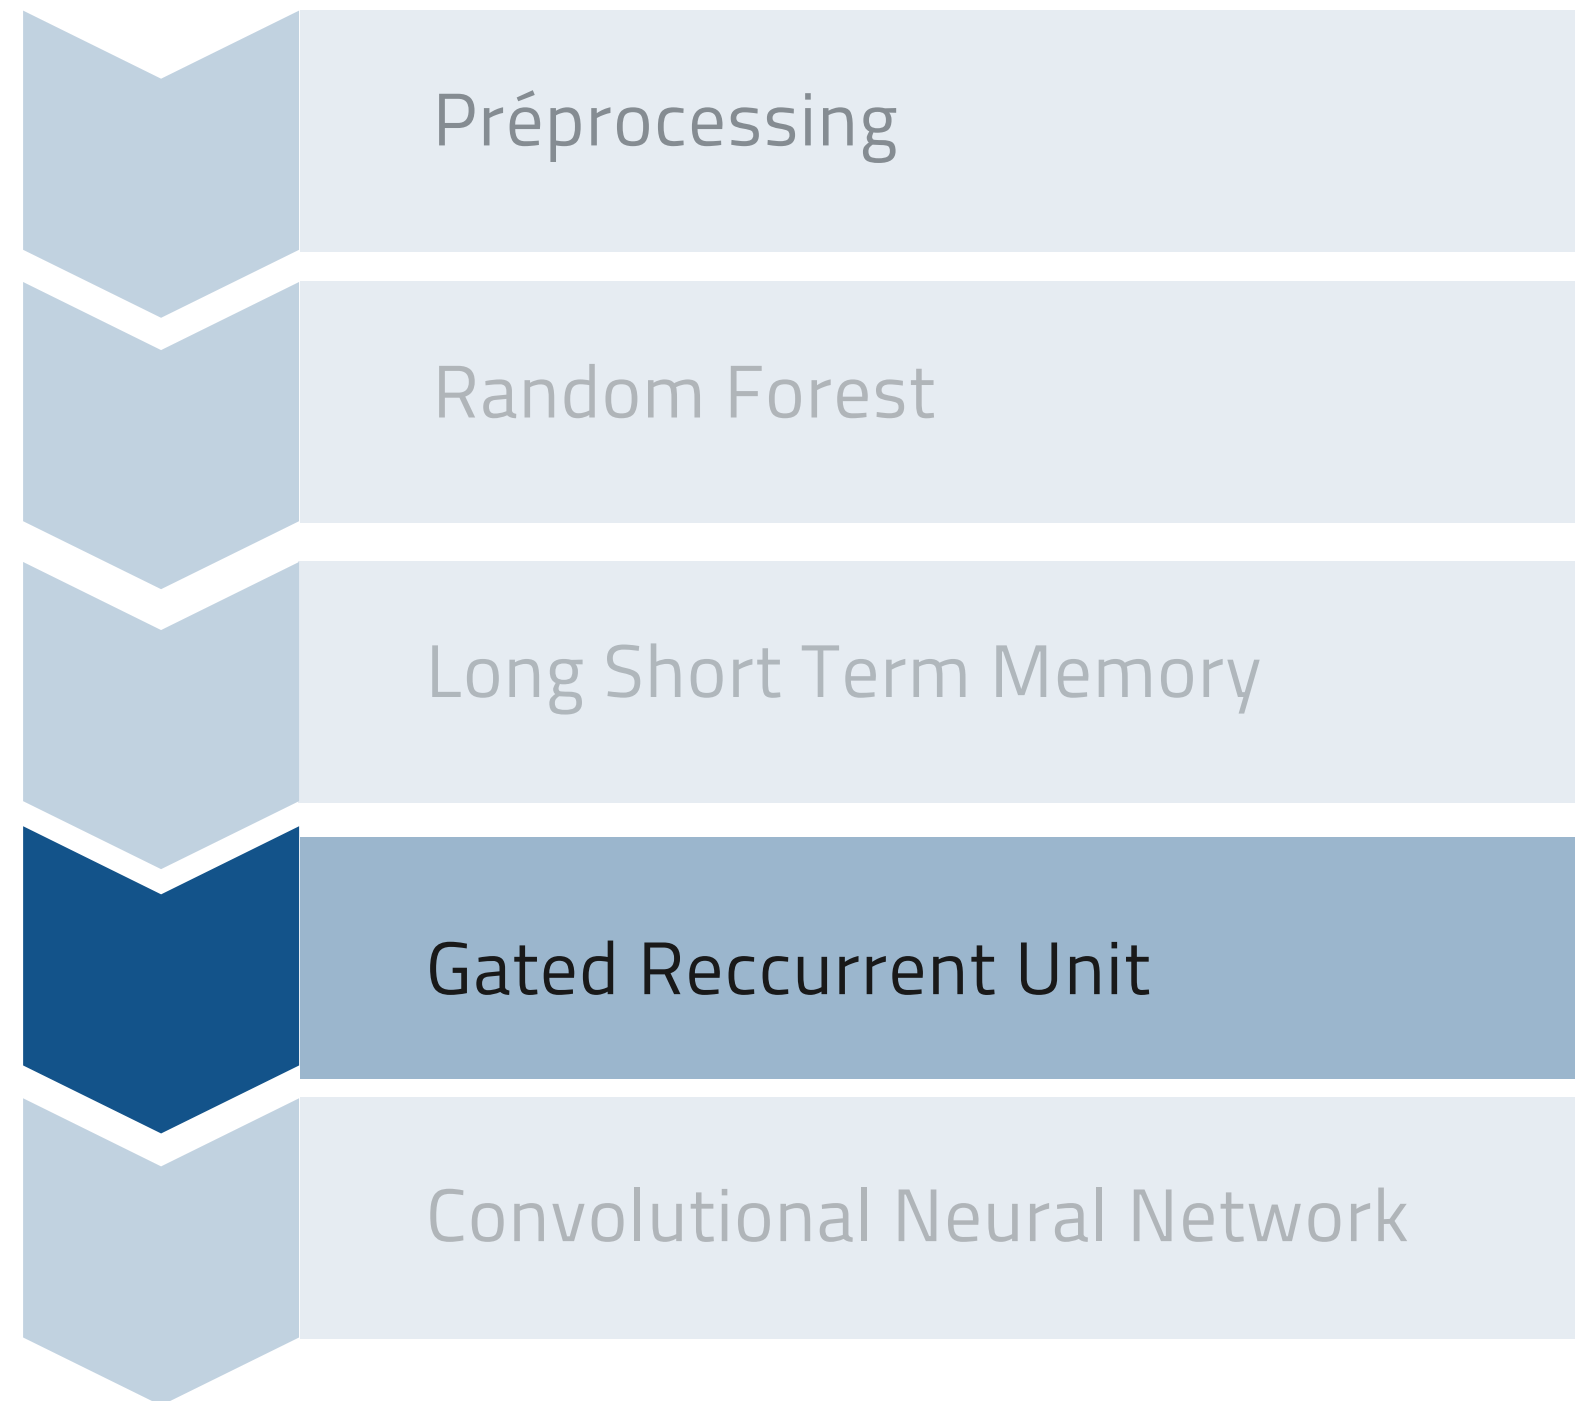 Préprocessing
Random Forest
Long Short Term Memory
Gated Reccurrent Unit
Convolutional Neural Network